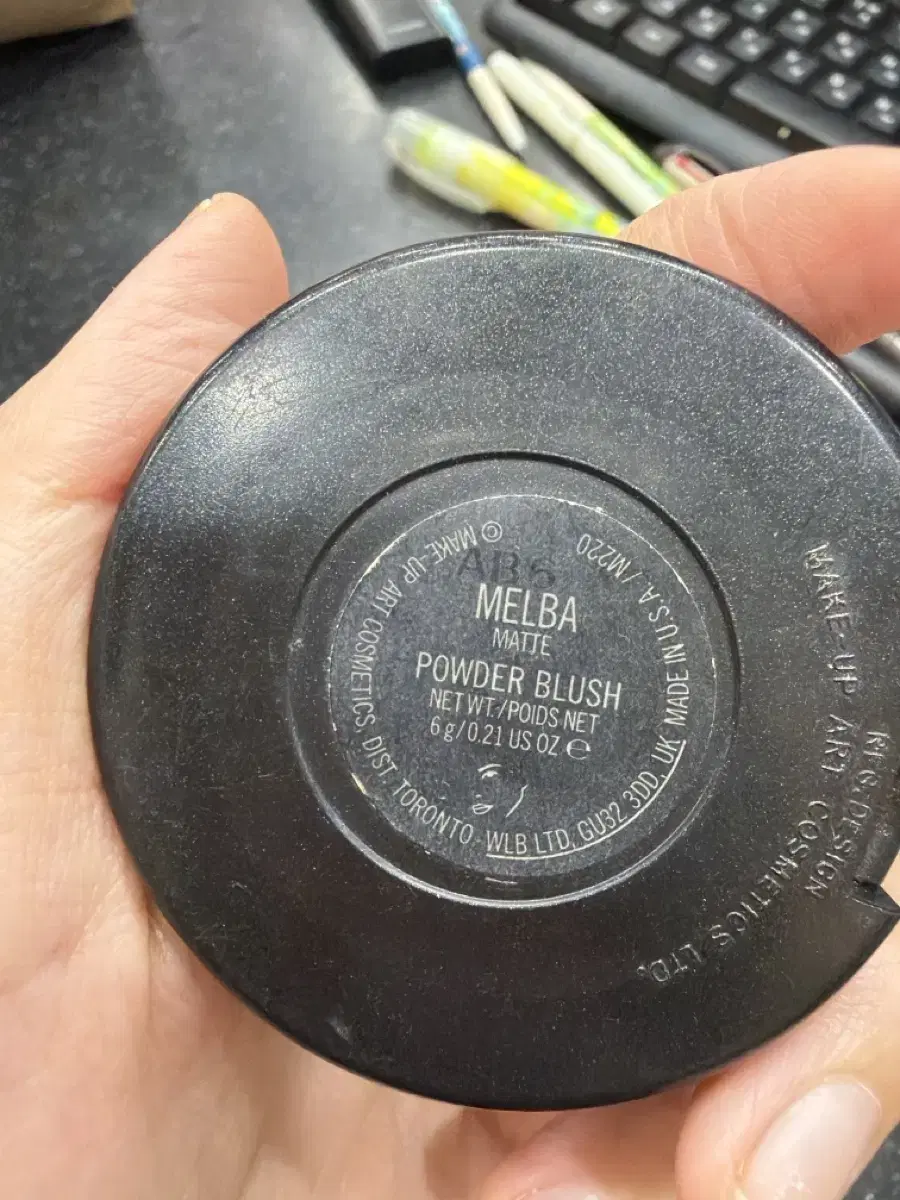 AB6
MELBA
MATTE
POWDER BLUSH
NET WT./POIDS NET
6 g/0.21 US OZ ℮
© MAKE-UP ART COSMETICS, DIST. TORONTO - WLB LTD, GU32 3DD, UK MADE IN U.S.A. /M220
MAKE-UP ART COSMETICS LTD.
REG. DESIGN